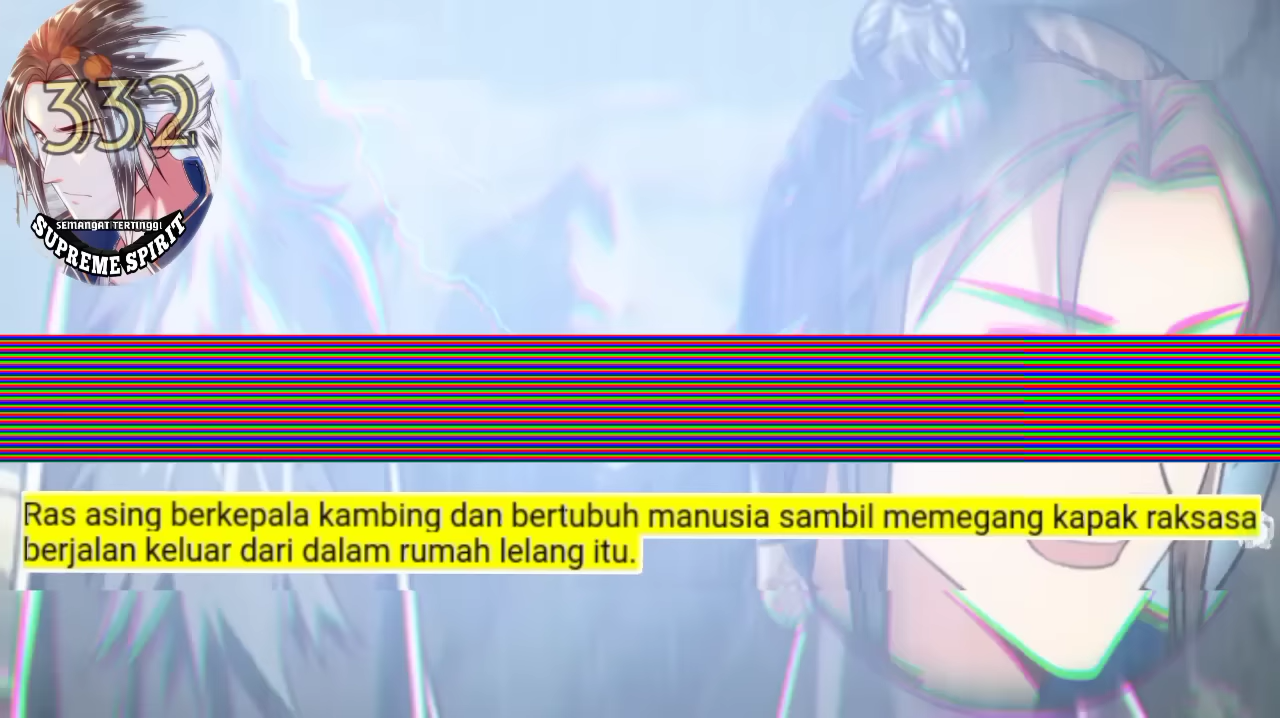 332
SEMANGAT TERTINGGI
SUPREME SPIRIT
Ras asing berkepala kambing dan bertubuh manusia sambil memegang kapak raksasa
berjalan keluar dari dalam rumah lelang itu.